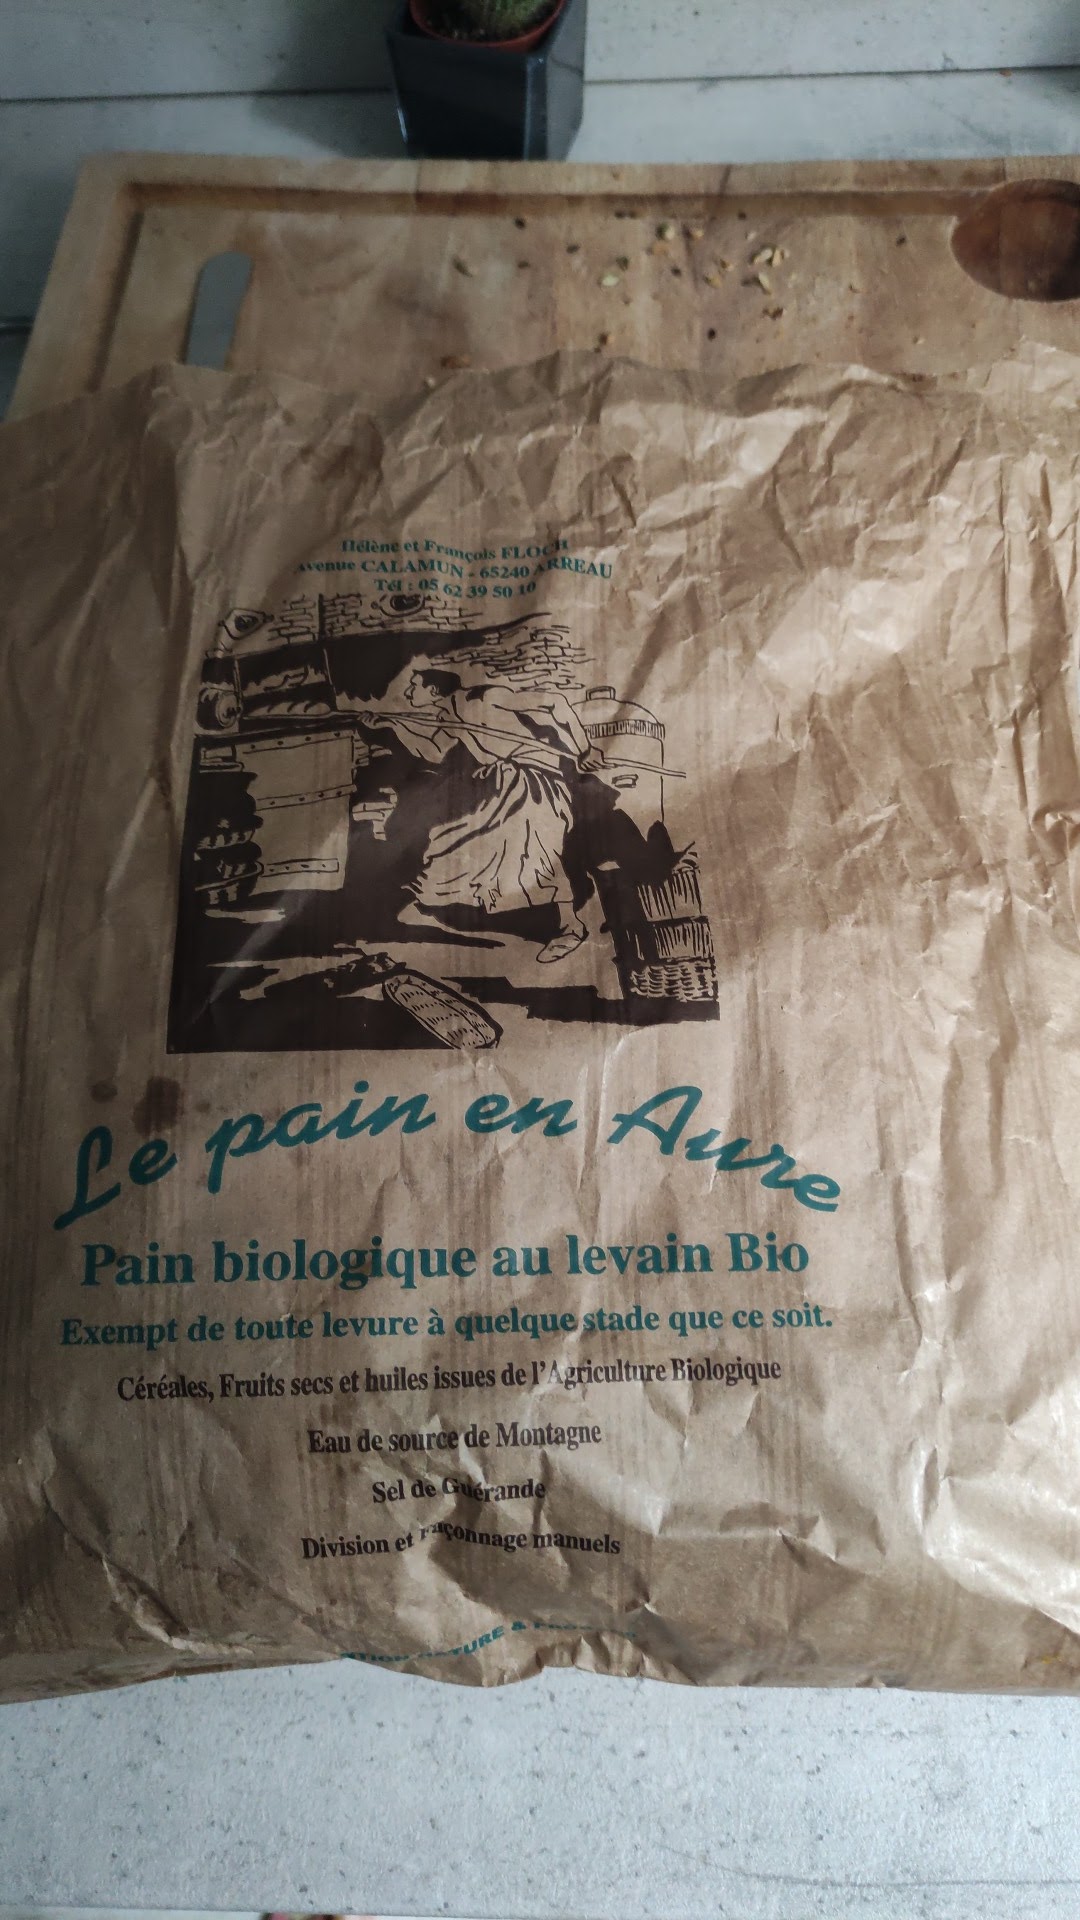 Hélène et François FLOCH
Avenue CALAMUN - 65240 ARREAU
Tél : 05 62 39 50 10
Le pain en Aure
Pain biologique au levain Bio
Exempt de toute levure à quelque stade que ce soit.
Céréales, Fruits secs et huiles issues de l'Agriculture Biologique
Eau de source de Montagne
Sel de Guérande
Division et Façonnage manuels
NATURE &